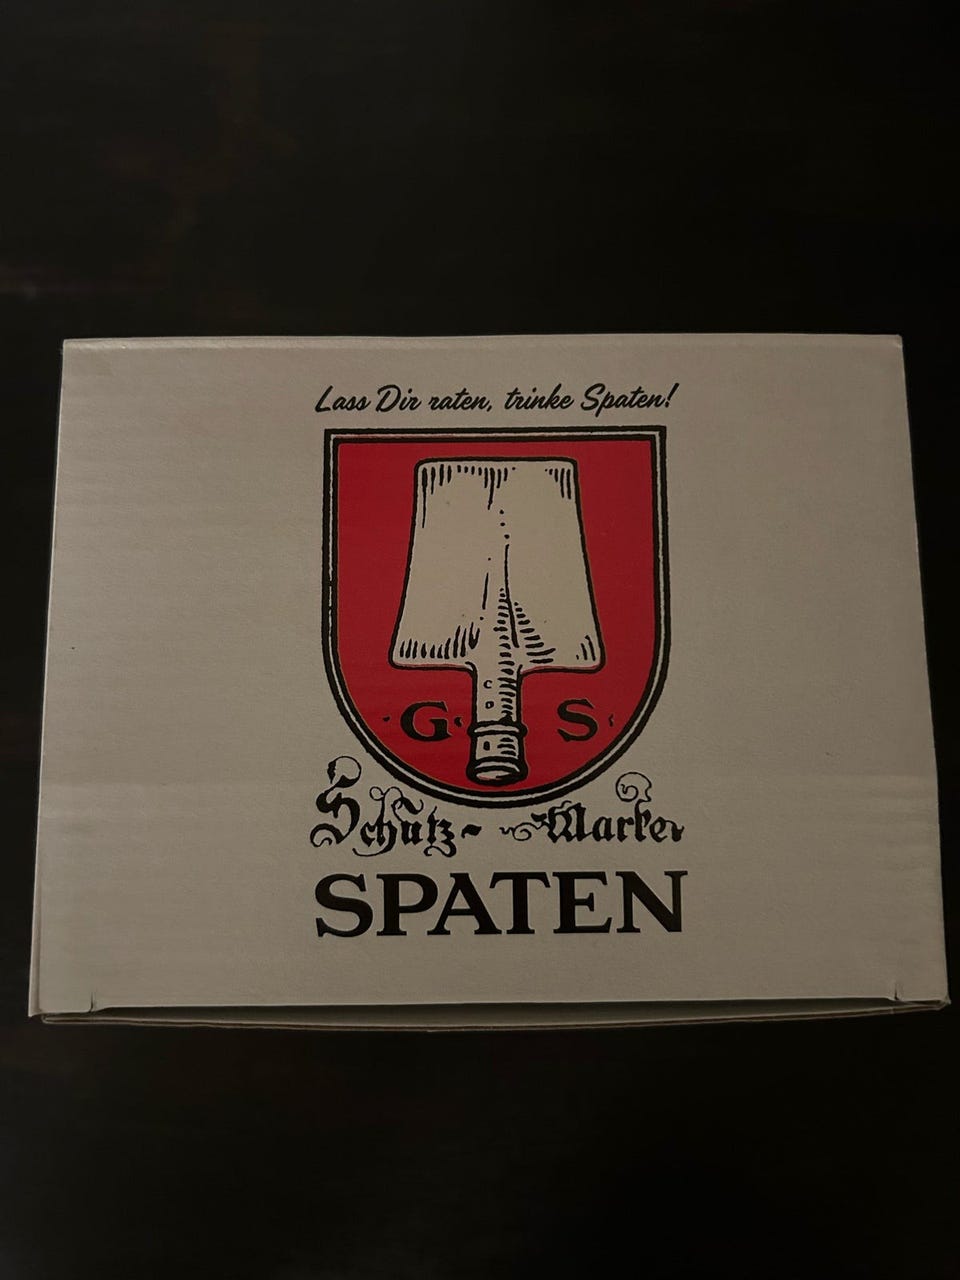 Lass Dir raten, trinke Spaten!
C
D
G S
Schutz- Marke
SPATEN